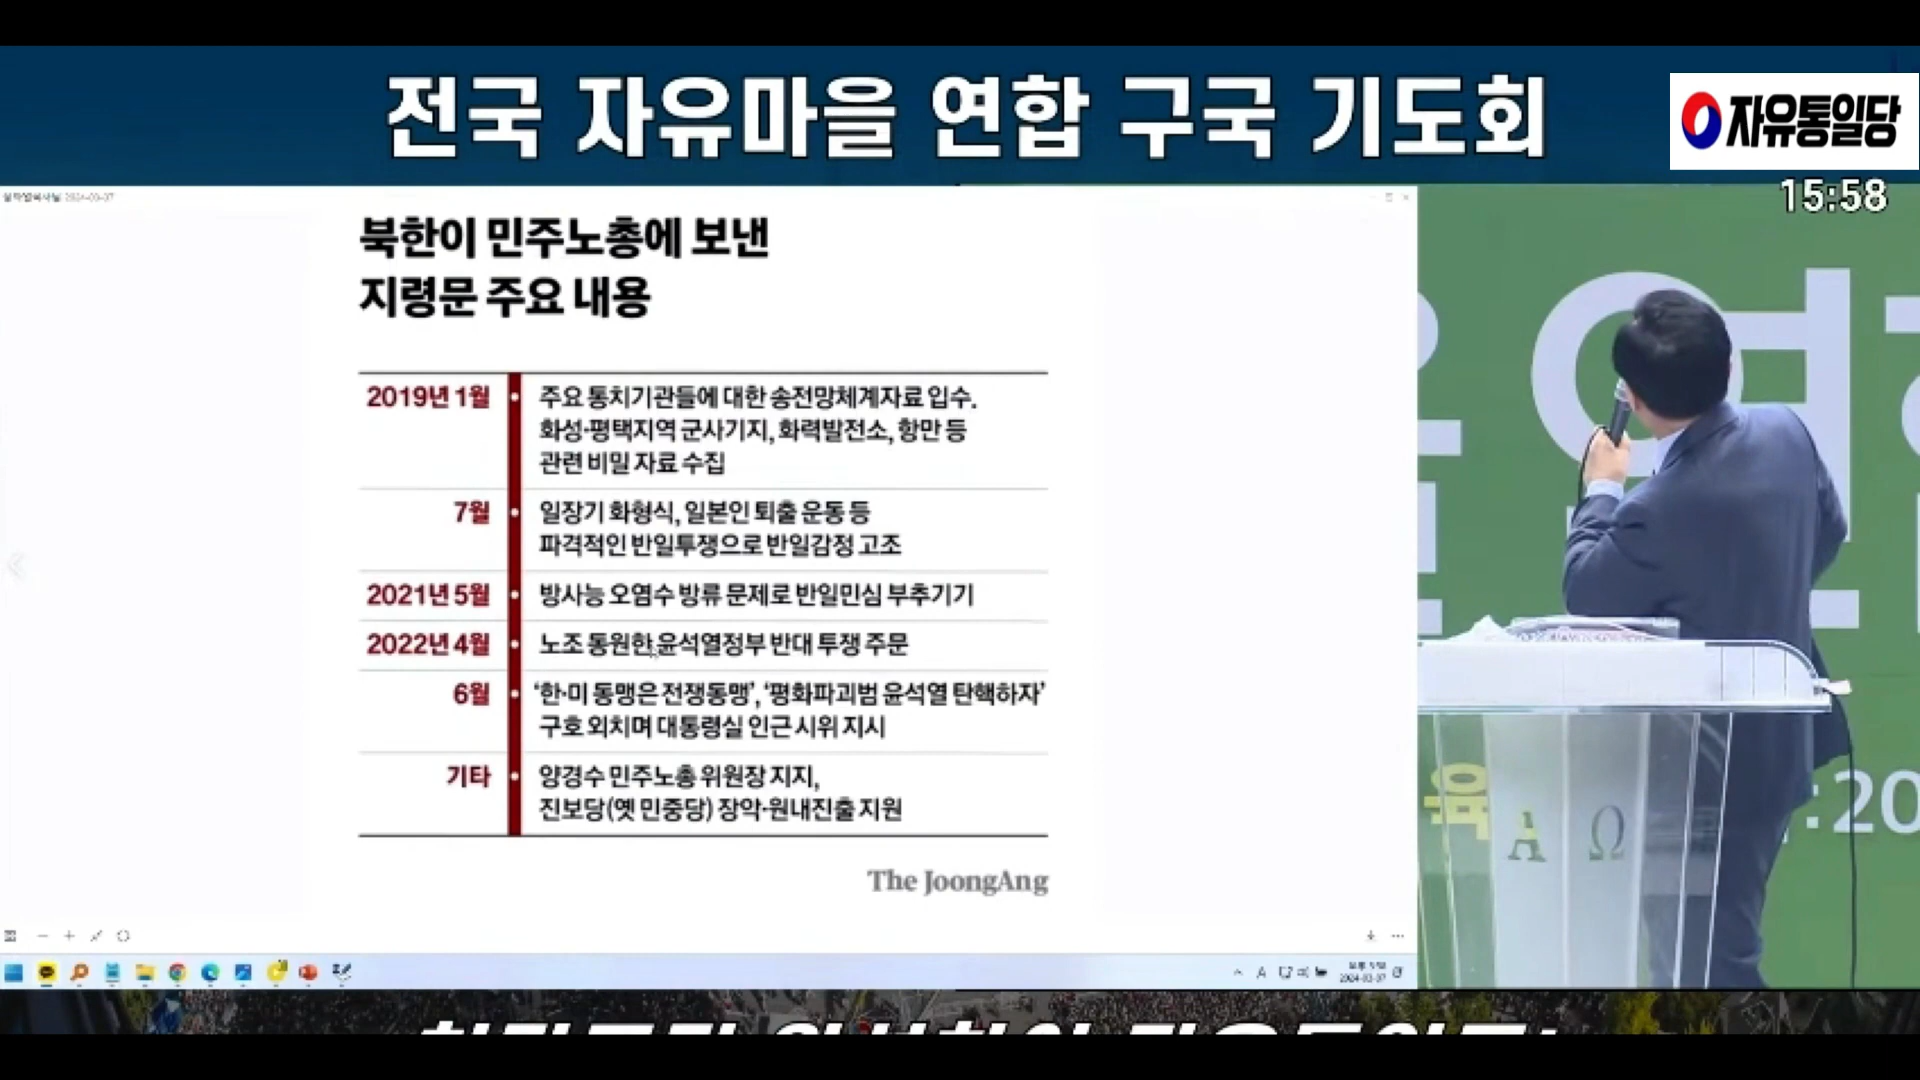 전국 자유마을 연합 구국 기도회
자유통일당
15:58
2024-03-07
북한이 민주노총에 보낸
지령문 주요 내용
2019년 1월
주요 통치기관들에 대한 송전망체계자료 입수.
화성·평택지역 군사기지, 화력발전소, 항만 등
관련 비밀 자료 수집
7월
일장기 화형식, 일본인 퇴출 운동 등
파격적인 반일투쟁으로 반일감정 고조
2021년 5월
방사능 오염수 방류 문제로 반일민심 부추기기
2022년 4월
노조 동원한 윤석열정부 반대 투쟁 주문
6월
‘한·미 동맹은 전쟁동맹’, ‘평화파괴범 윤석열 탄핵하자’
구호 외치며 대통령실 인근 시위 지시
기타
양경수 민주노총 위원장 지지,
진보당(옛 민중당) 장악·원내진출 지원
The JoongAng
A
2024-03-07
육
:20
Α Ω